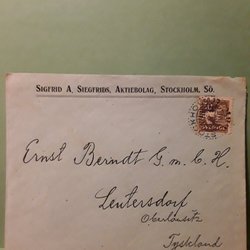 Sigfrid A. Siegfrids, Aktiebolag, Stockholm, Sö.
Ernst Berndt G. m. C. H.
Leutersdorf
Oberlausitz
Tyskland